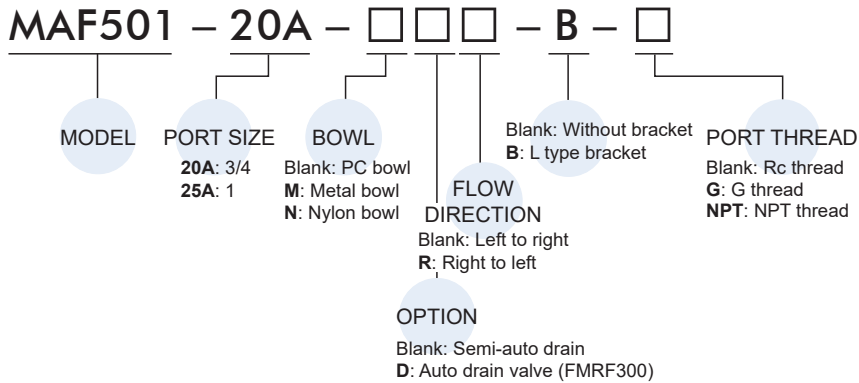 MAF501 – 20A – □□□ – B – □
MODEL
PORT SIZE
20A: 3/4
25A: 1
BOWL
Blank: PC bowl
M: Metal bowl
N: Nylon bowl
FLOW
DIRECTION
Blank: Left to right
R: Right to left
OPTION
Blank: Semi-auto drain
D: Auto drain valve (FMRF300)
Blank: Without bracket
B: L type bracket
PORT THREAD
Blank: Rc thread
G: G thread
NPT: NPT thread